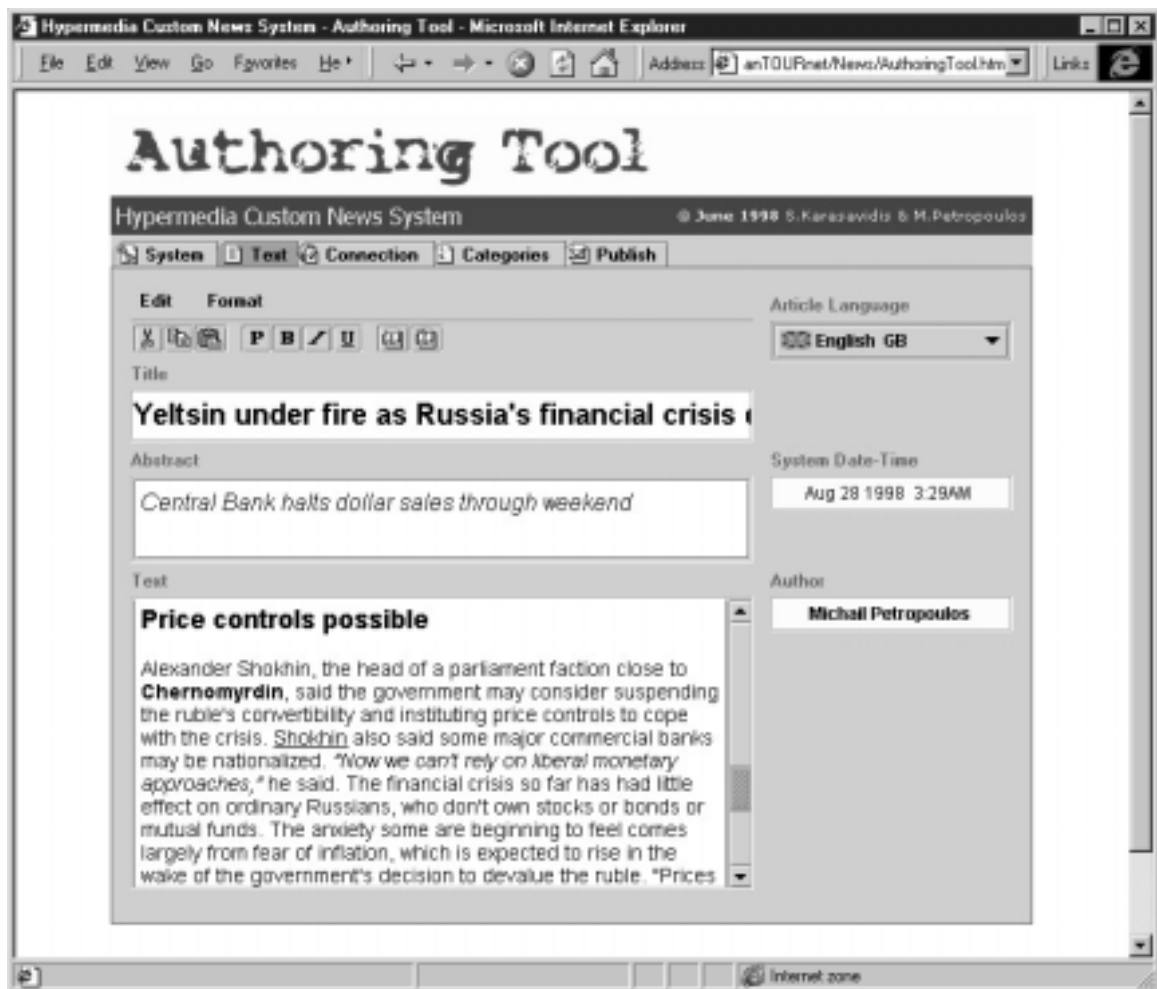 Hypermedia Custom News System - Authoring Tool - Microsoft Internet Explorer
File Edit View Go Favorites He Address anTOURnet/News/AuthoringTool.htm Links
Authoring Tool
Hypermedia Custom News System © June 1998 S.Karasavidis & M.Petropoulos
System Text Connection Categories Publish
Edit Format
Article Language
P B I U
English GB
Title
Yeltsin under fire as Russia's financial crisis
Abstract
System Date-Time
Central Bank halts dollar sales through weekend
Aug 28 1998 3:29AM
Text
Author
Price controls possible
Michail Petropoulos
Alexander Shokhin, the head of a parliament faction close to
Chernomyrdin, said the government may consider suspending
the ruble's convertibility and instituting price controls to cope
with the crisis. Shokhin also said some major commercial banks
may be nationalized. "Now we can't rely on liberal monetary
approaches," he said. The financial crisis so far has had little
effect on ordinary Russians, who don't own stocks or bonds or
mutual funds. The anxiety some are beginning to feel comes
largely from fear of inflation, which is expected to rise in the
wake of the government's decision to devalue the ruble. "Prices
Internet zone